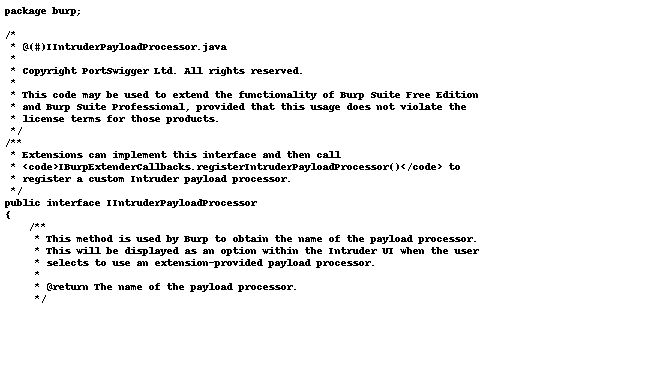 package burp;

/*
 * @(#)IIntruderPayloadProcessor.java
 *
 * Copyright PortSwigger Ltd. All rights reserved.
 *
 * This code may be used to extend the functionality of Burp Suite Free Edition
 * and Burp Suite Professional, provided that this usage does not violate the
 * license terms for those products.
 */
/**
 * Extensions can implement this interface and then call
 * <code>IBurpExtenderCallbacks.registerIntruderPayloadProcessor()</code> to
 * register a custom Intruder payload processor.
 */
public interface IIntruderPayloadProcessor
{
    /**
     * This method is used by Burp to obtain the name of the payload processor.
     * This will be displayed as an option within the Intruder UI when the user
     * selects to use an extension-provided payload processor.
     *
     * @return The name of the payload processor.
     */